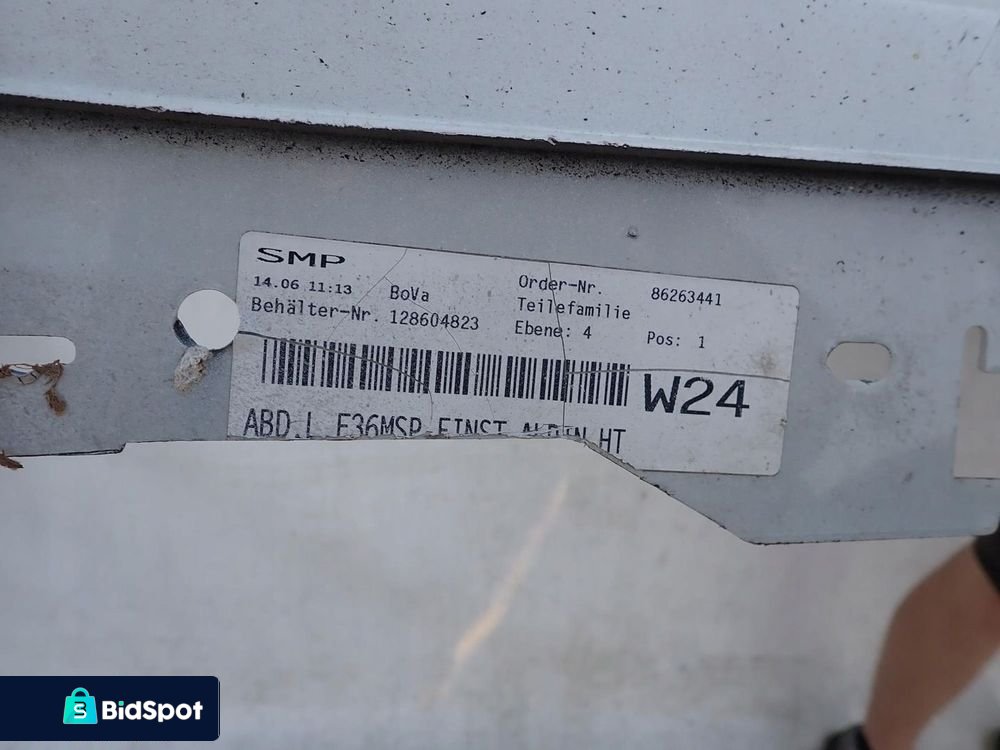 SMP
14.06 11:13 BoVa
Order-Nr. 86263441
Teilefamilie
Behälter-Nr. 128604823
Ebene: 4 Pos: 1
W24
ABD.L HT
BidSpot